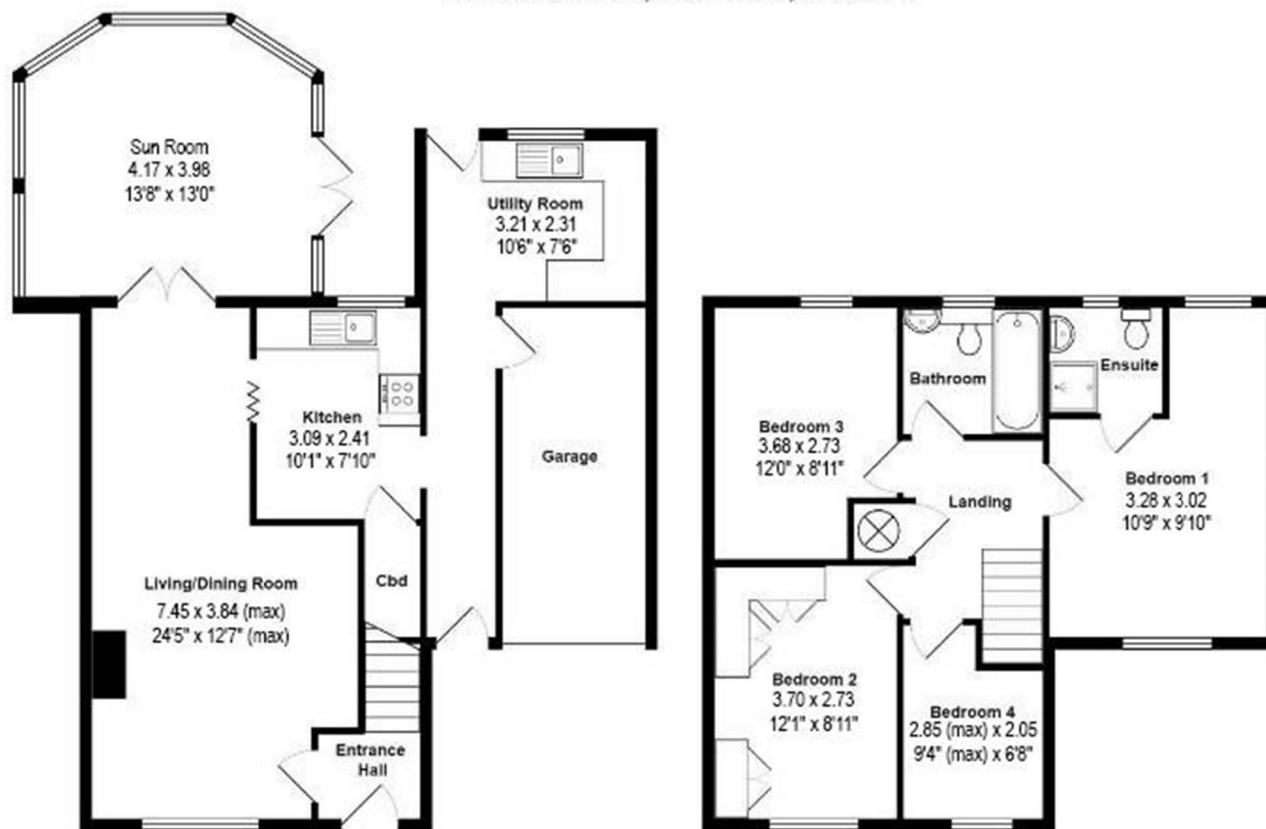 Sun Room
4.17 x 3.98
13'8" x 13'0"
Utility Room
3.21 x 2.31
10'6" x 7'6"
Kitchen
3.09 x 2.41
10'1" x 7'10"
Garage
Living/Dining Room
7.45 x 3.84 (max)
24'5" x 12'7" (max)
Cbd
Entrance
Hall
Bathroom
Ensuite
Bedroom 3
3.68 x 2.73
12'0" x 8'11"
Landing
Bedroom 1
3.28 x 3.02
10'9" x 9'10"
Bedroom 2
3.70 x 2.73
12'1" x 8'11"
Bedroom 4
2.85 (max) x 2.05
9'4" (max) x 6'8"